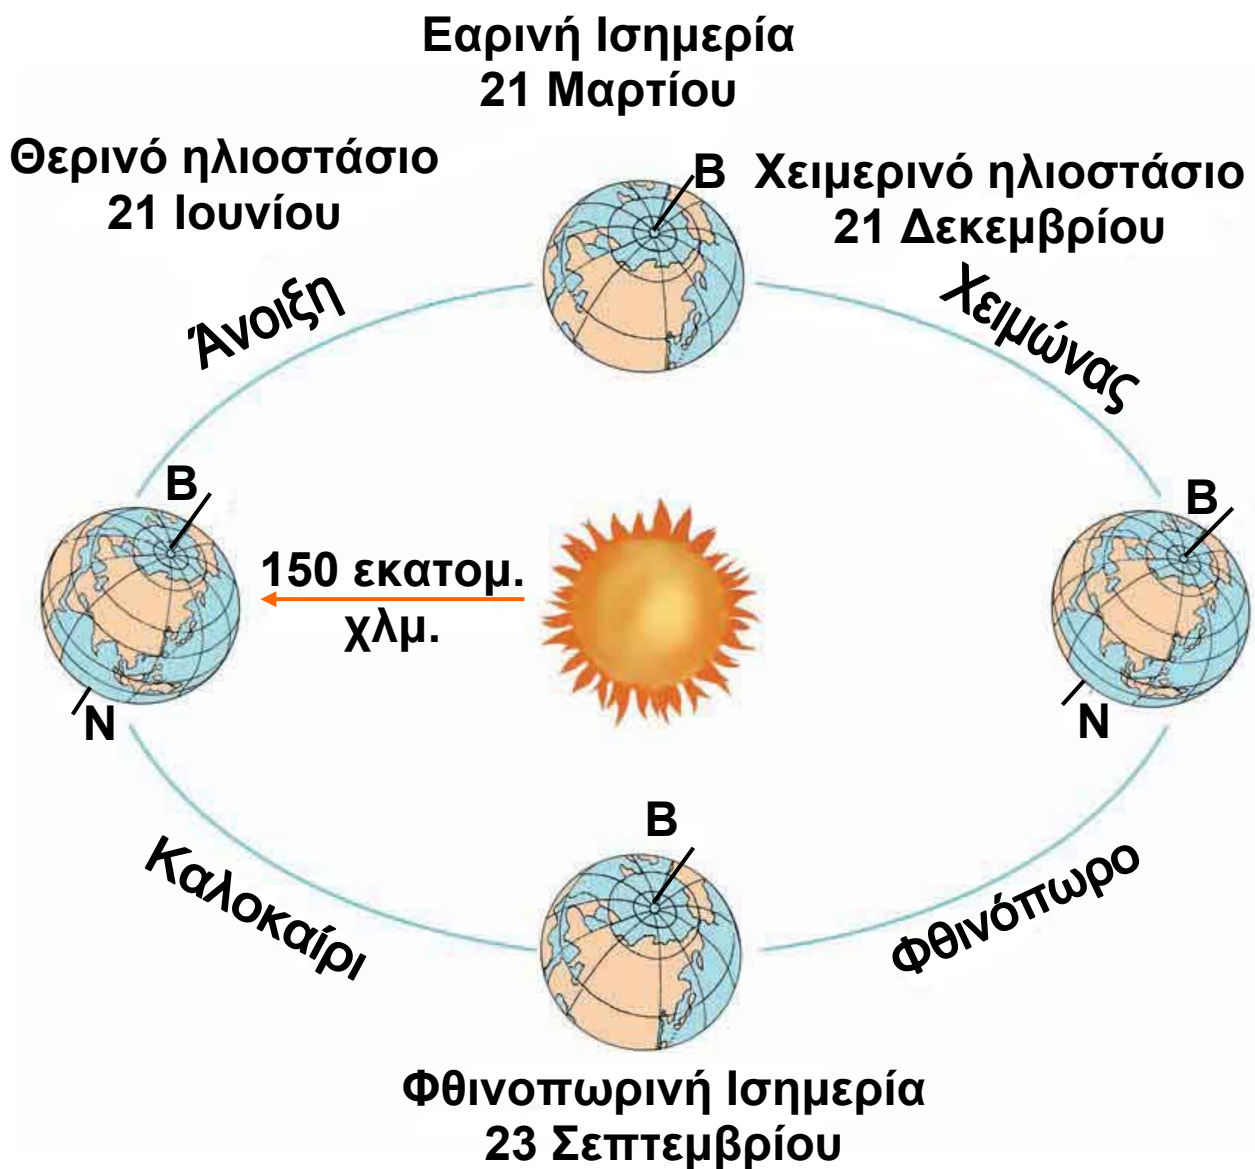 Εαρινή Ισημερία
21 Μαρτίου
Θερινό ηλιοστάσιο
21 Ιουνίου
Β
Χειμερινό ηλιοστάσιο
21 Δεκεμβρίου
Άνοιξη
Χειμώνας
Β
Β
150 εκατομ.
χλμ.
Ν
Ν
Β
Καλοκαίρι
Φθινόπωρο
Φθινοπωρινή Ισημερία
23 Σεπτεμβρίου